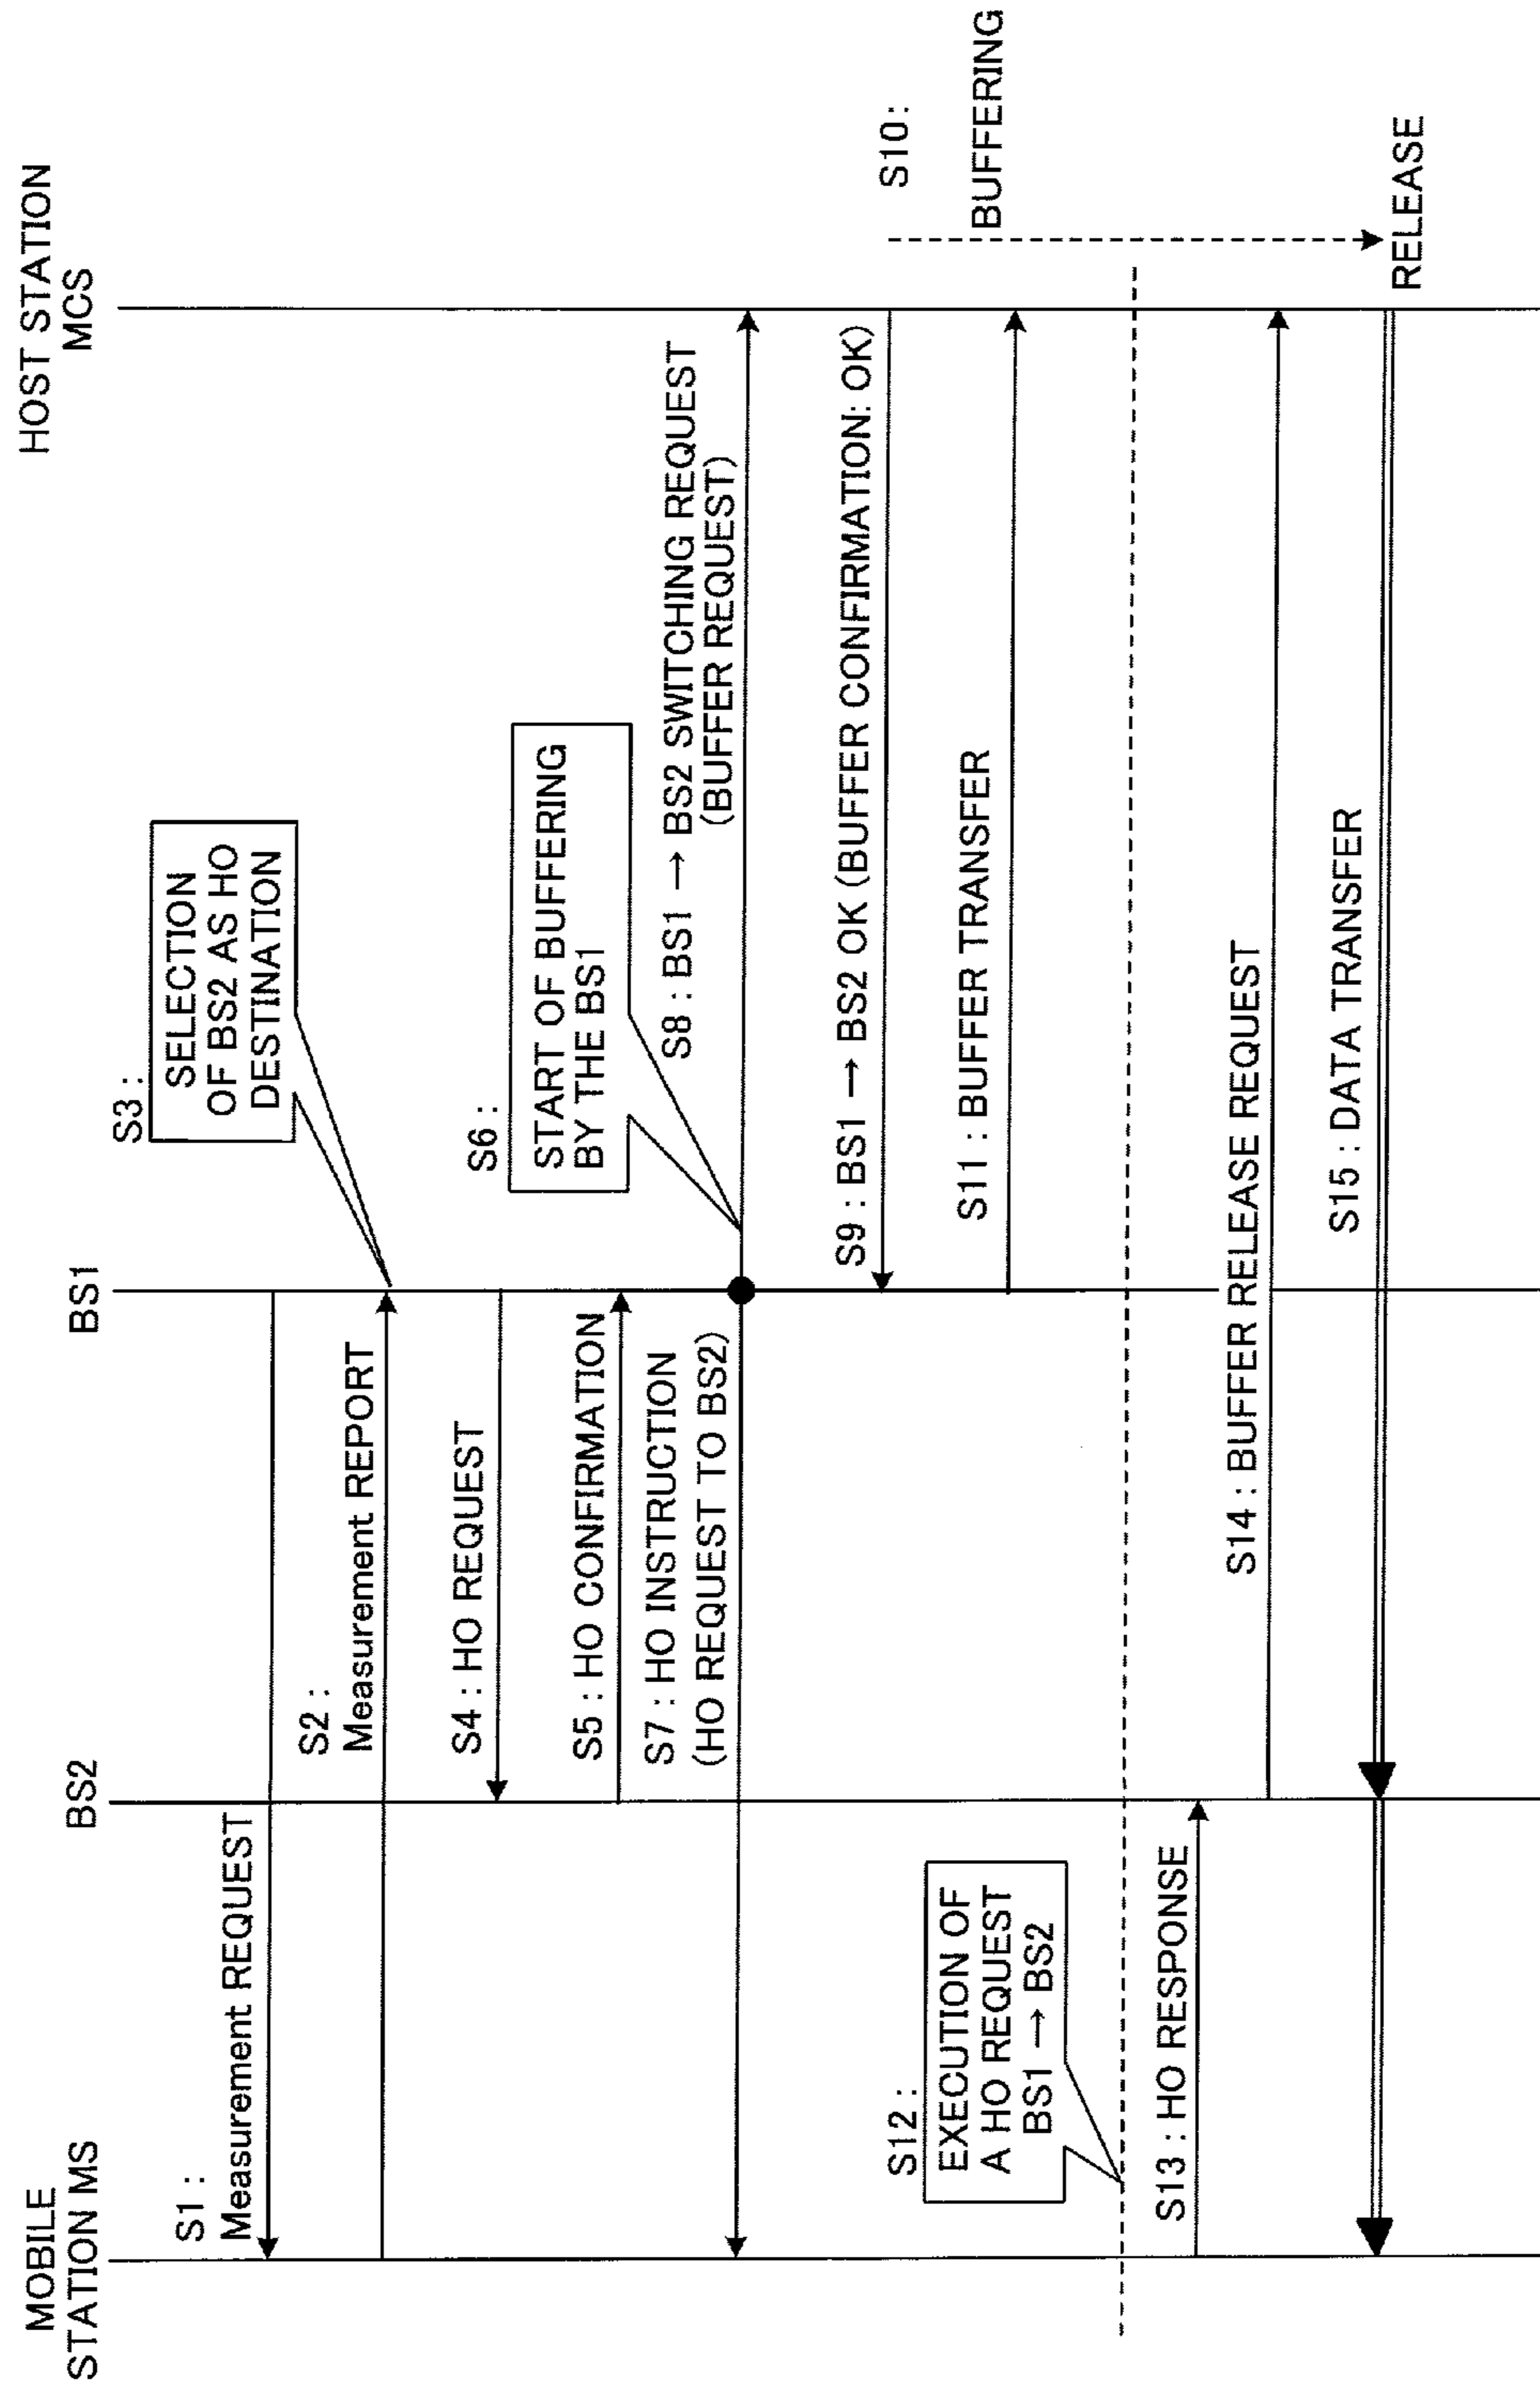 MOBILE
STATION MS
BS2
BS1
HOST STATION
MCS
S1 :
Measurement REQUEST
S2 :
Measurement REPORT
S3 :
SELECTION
OF BS2 AS HO
DESTINATION
S4 : HO REQUEST
S5 : HO CONFIRMATION
S6 :
START OF BUFFERING
BY THE BS1
S7 : HO INSTRUCTION
(HO REQUEST TO BS2)
S8 : BS1 → BS2 SWITCHING REQUEST
(BUFFER REQUEST)
S9 : BS1 → BS2 OK (BUFFER CONFIRMATION: OK)
S10 :
BUFFERING
S11 : BUFFER TRANSFER
S12 :
EXECUTION OF
A HO REQUEST
BS1 → BS2
S13 : HO RESPONSE
S14 : BUFFER RELEASE REQUEST
S15 : DATA TRANSFER
RELEASE